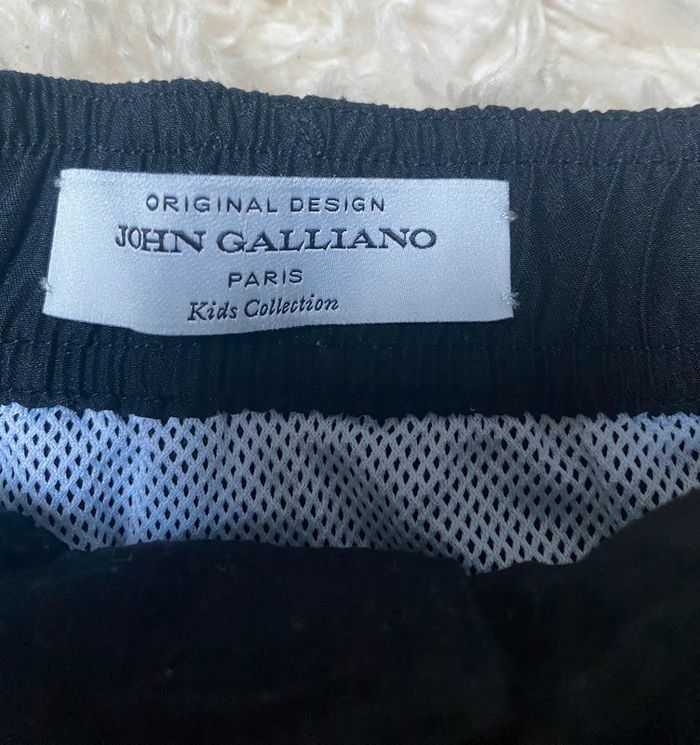 ORIGINAL DESIGN
JOHN GALLIANO
PARIS
Kids Collection